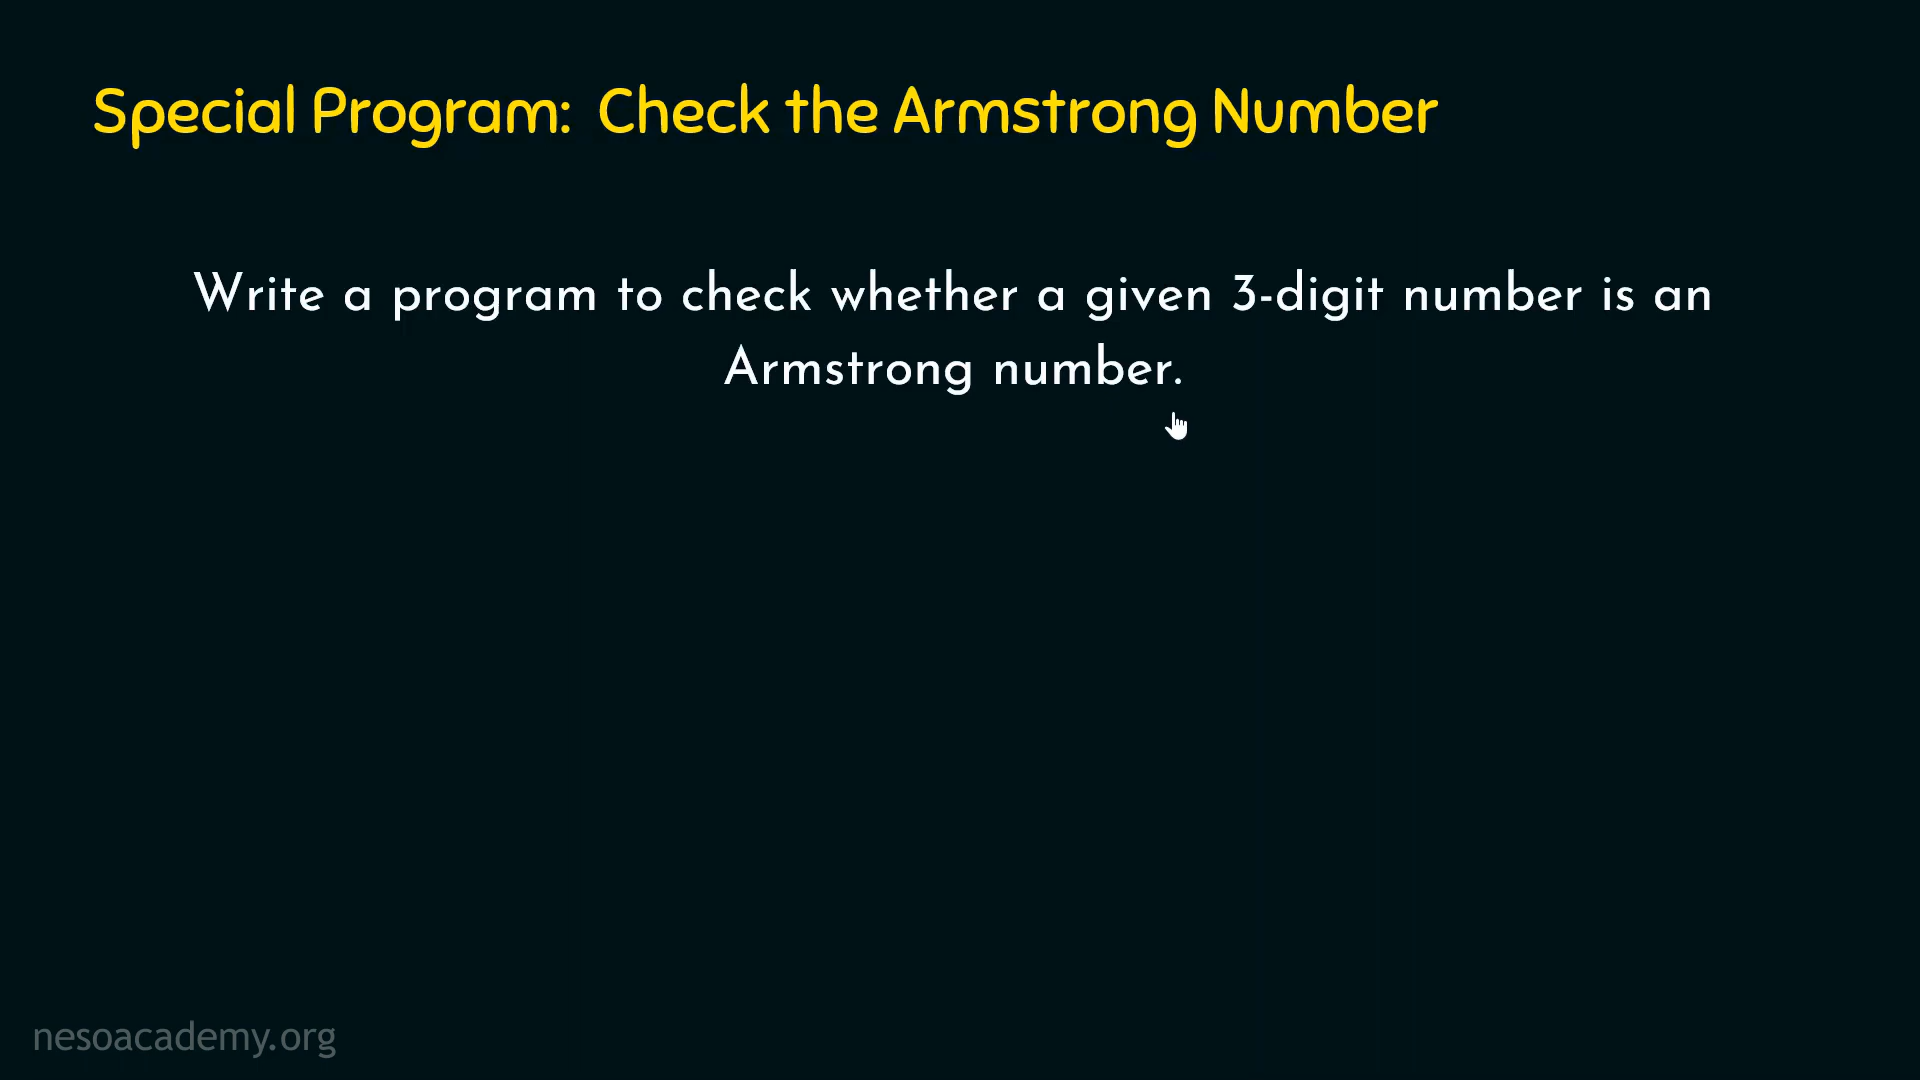 Special Program: Check the Armstrong Number
Write a program to check whether a given 3-digit number is an
Armstrong number.
nesoacademy.org